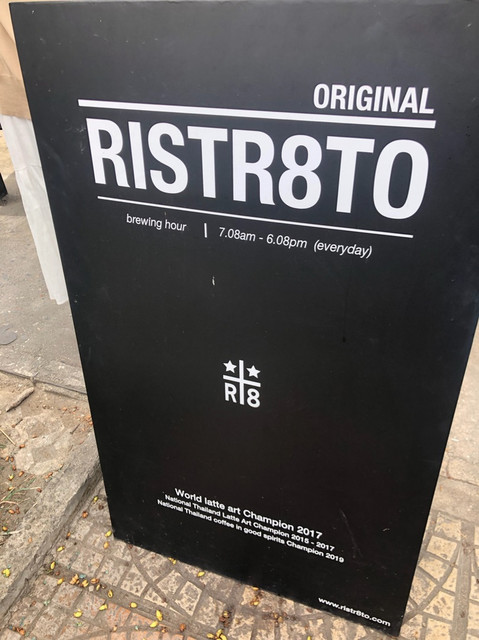 ORIGINAL
RISTR8TO
brewing hour | 7.08am - 6.08pm (everyday)
R 8
World latte art Champion 2017
National Thailand Latte Art Champion 2015 - 2017
National Thailand coffee in good spirits Champion 2019
www.ristr8to.com